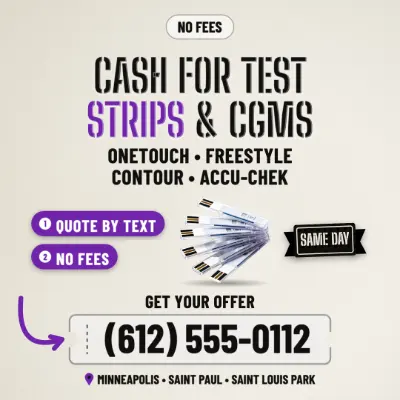 NO FEES
CASH FOR TEST
STRIPS & CGMS
ONETOUCH • FREESTYLE
CONTOUR • ACCU-CHEK
1 QUOTE BY TEXT
2 NO FEES
SAME DAY
GET YOUR OFFER
(612) 555-0112
MINNEAPOLIS • SAINT PAUL • SAINT LOUIS PARK